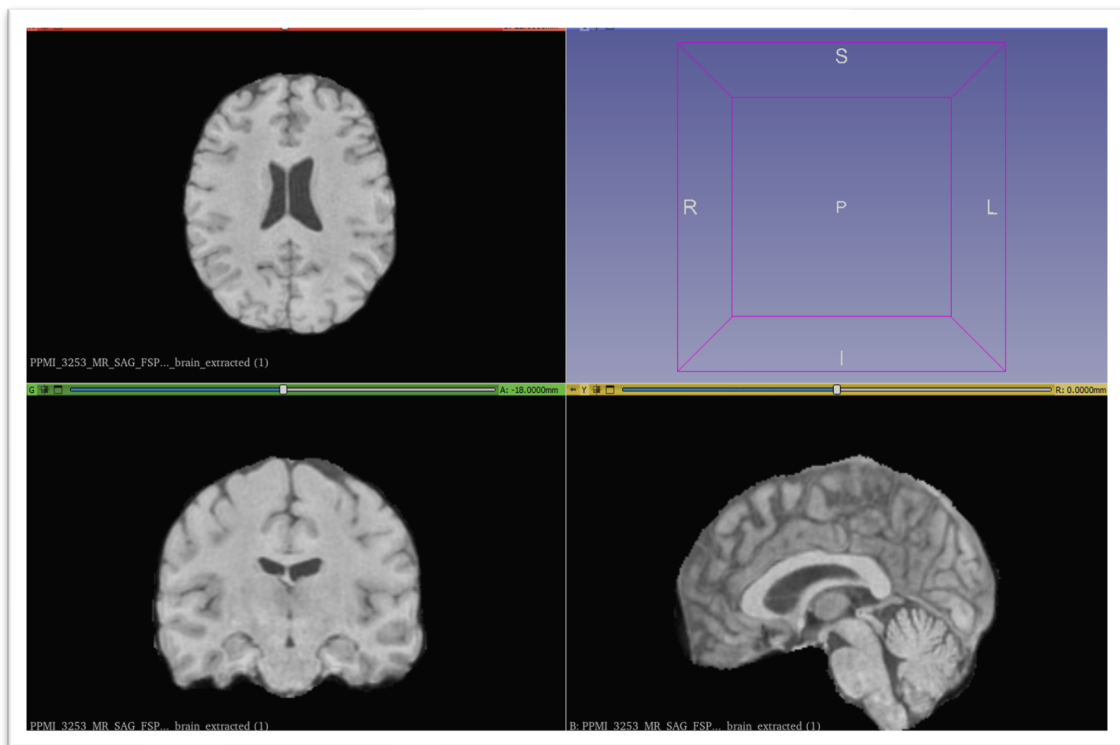 S
R P L
I
PPMI_3253_MR_SAG_FSP..._brain_extracted (1)
G A: -18.0000mm
Y R: 0.0000mm
PPMI_3253_MR_SAG_FSP..._brain_extracted (1)
B: PPMI_3253_MR_SAG_FSP..._brain_extracted (1)